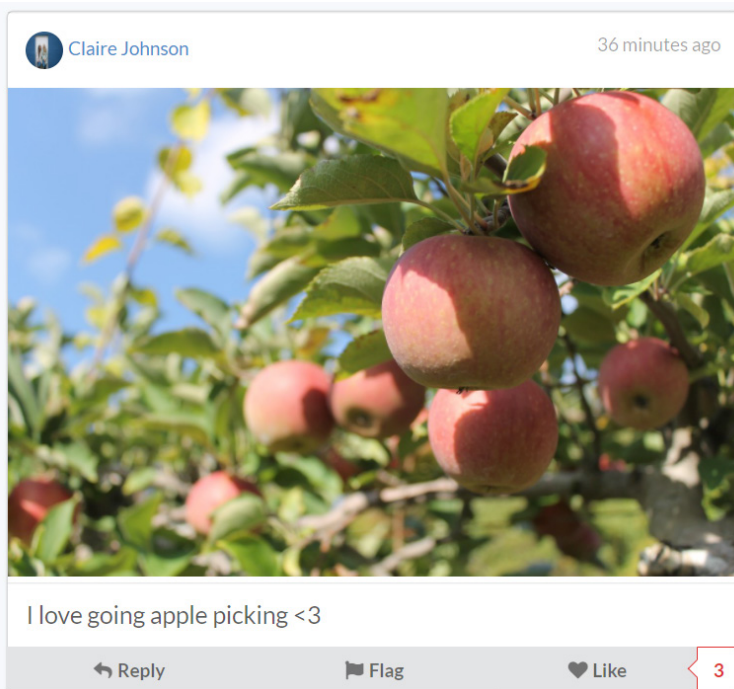 Claire Johnson
36 minutes ago
I love going apple picking <3
Reply
Flag
Like
3